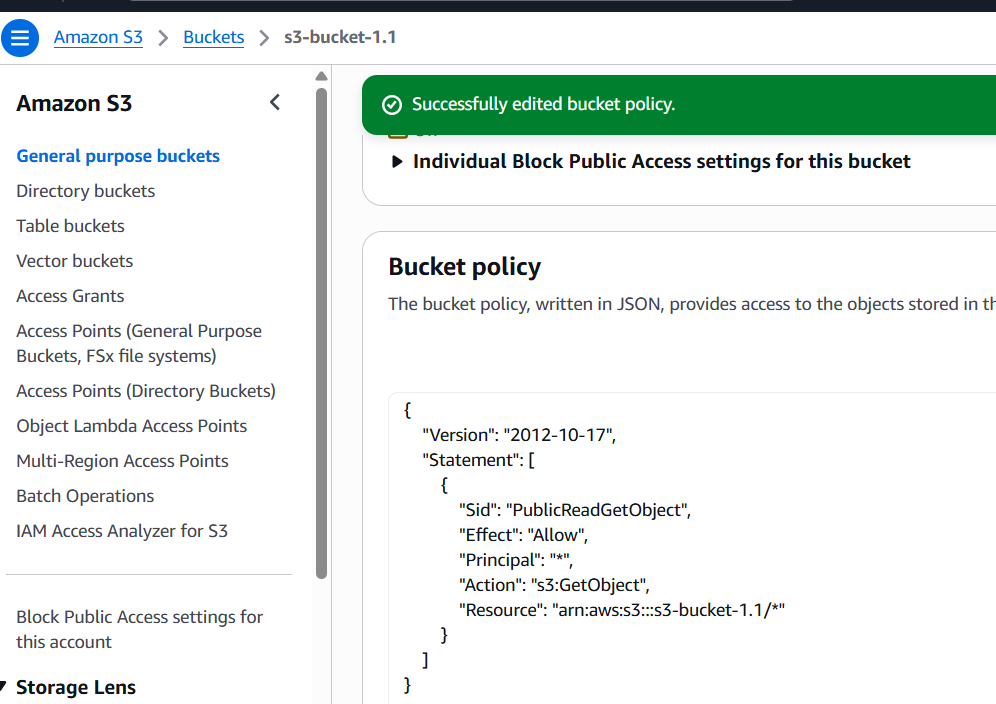 Amazon S3 > Buckets > s3-bucket-1.1
Amazon S3
General purpose buckets
Directory buckets
Table buckets
Vector buckets
Access Grants
Access Points (General Purpose
Buckets, FSx file systems)
Access Points (Directory Buckets)
Object Lambda Access Points
Multi-Region Access Points
Batch Operations
IAM Access Analyzer for S3
Block Public Access settings for
this account
Storage Lens
Successfully edited bucket policy.
Individual Block Public Access settings for this bucket
Bucket policy
The bucket policy, written in JSON, provides access to the objects stored in
{
"Version": "2012-10-17",
"Statement": [
{
"Sid": "PublicReadGetObject",
"Effect": "Allow",
"Principal": "*",
"Action": "s3:GetObject",
"Resource": "arn:aws:s3:::s3-bucket-1.1/*"
}
]
}